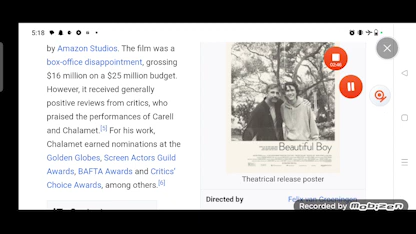 5:18
by Amazon Studios. The film was a
box-office disappointment, grossing
$16 million on a $25 million budget.
However, it received generally
positive reviews from critics, who
praised the performances of Carell
and Chalamet.[5] For his work,
Chalamet earned nominations at the
Golden Globes, Screen Actors Guild
Awards, BAFTA Awards and Critics'
Choice Awards, among others.[6]
Beautiful Boy
Theatrical release poster
Directed by
Recorded by MOBIZEN